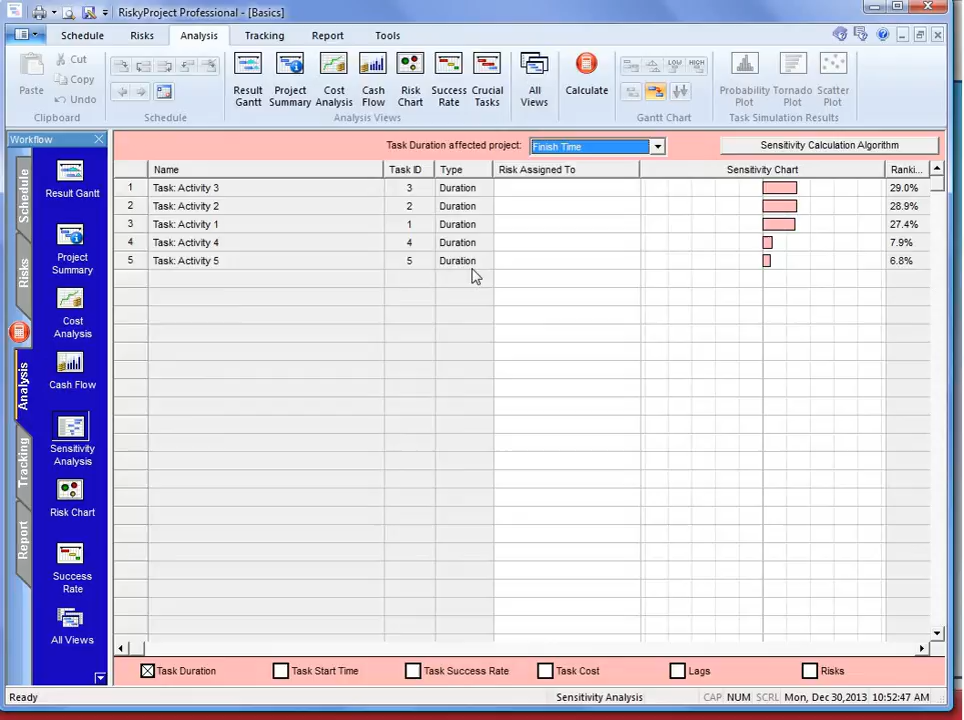 RiskyProject Professional - [Basics]
Schedule Risks Analysis Tracking Report Tools
Paste Cut Copy Undo
Clipboard
Schedule
Result Gantt
Project Summary
Cost Analysis
Cash Flow
Risk Chart
Success Rate
Crucial Tasks
Analysis Views
All Views
Calculate
LOW HIGH
Gantt Chart
Probability Plot
Tornado Plot
Scatter Plot
Task Simulation Results
Workflow
Schedule
Risks
Analysis
Tracking
Report
Result Gantt
Project Summary
Cost Analysis
Cash Flow
Sensitivity Analysis
Risk Chart
Success Rate
All Views
Task Duration affected project: Finish Time Sensitivity Calculation Algorithm
Name Task ID Type Risk Assigned To Sensitivity Chart Ranki...
1 Task: Activity 3 3 Duration 29.0%
2 Task: Activity 2 2 Duration 28.9%
3 Task: Activity 1 1 Duration 27.4%
4 Task: Activity 4 4 Duration 7.9%
5 Task: Activity 5 5 Duration 6.8%
Task Duration Task Start Time Task Success Rate Task Cost Lags Risks
Ready Sensitivity Analysis CAP NUM SCRL Mon, Dec 30,2013 10:52:47 AM